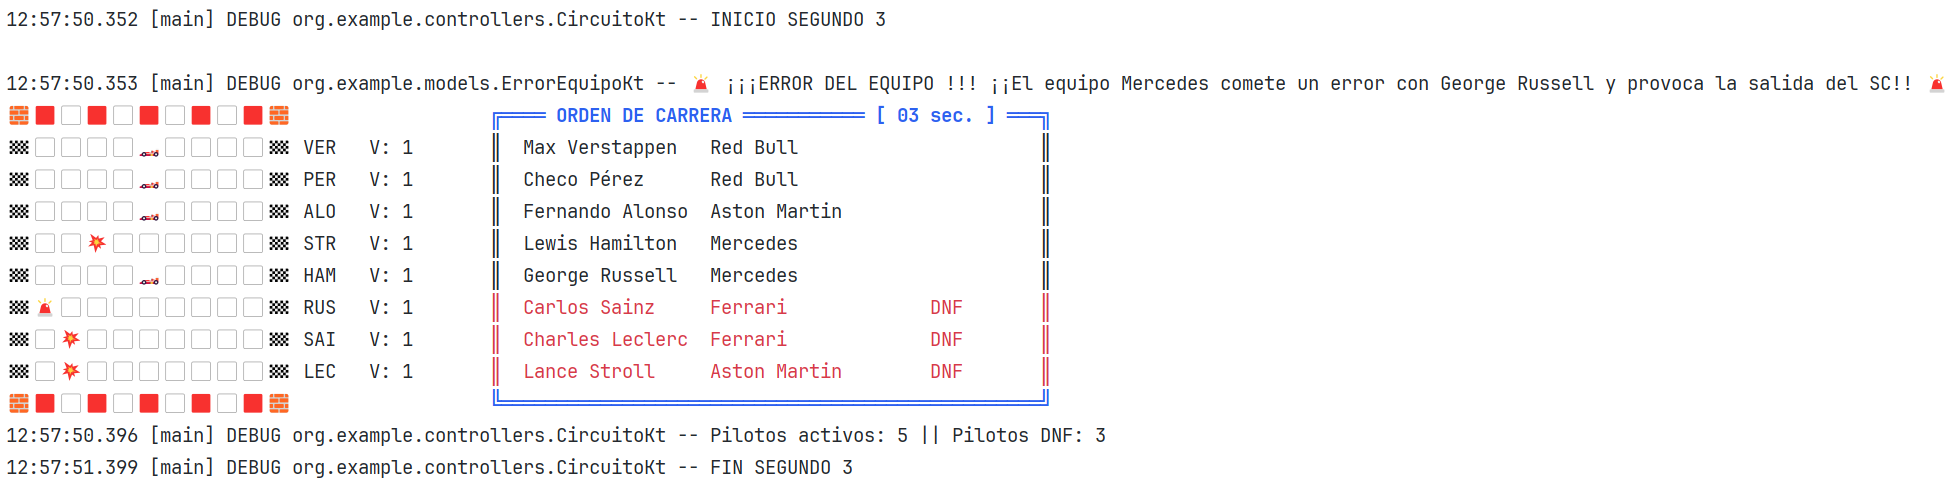 12:57:50.352 [main] DEBUG org.example.controllers.CircuitoKt -- INICIO SEGUNDO 3
12:57:50.353 [main] DEBUG org.example.models.ErrorEquipoKt -- 🚨 ¡¡¡ERROR DEL EQUIPO !!! ¡¡El equipo Mercedes comete un error con George Russell y provoca la salida del SC!! 🚨
ORDEN DE CARRERA [ 03 sec. ]
VER V: 1 Max Verstappen Red Bull
PER V: 1 Checo Pérez Red Bull
ALO V: 1 Fernando Alonso Aston Martin
STR V: 1 Lewis Hamilton Mercedes
HAM V: 1 George Russell Mercedes
RUS V: 1 Carlos Sainz Ferrari DNF
SAI V: 1 Charles Leclerc Ferrari DNF
LEC V: 1 Lance Stroll Aston Martin DNF
12:57:50.396 [main] DEBUG org.example.controllers.CircuitoKt -- Pilotos activos: 5 || Pilotos DNF: 3
12:57:51.399 [main] DEBUG org.example.controllers.CircuitoKt -- FIN SEGUNDO 3